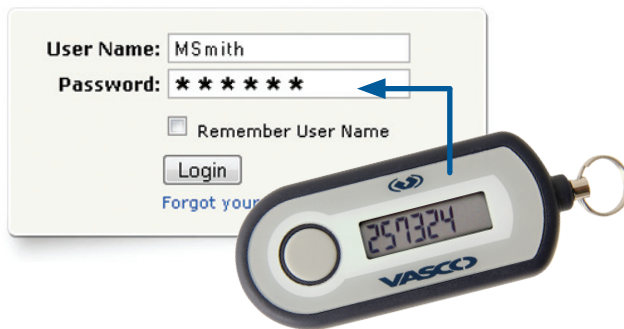 User Name: MSmith
Password: ******
Remember User Name
Login
Forgot your
257324
VASCO